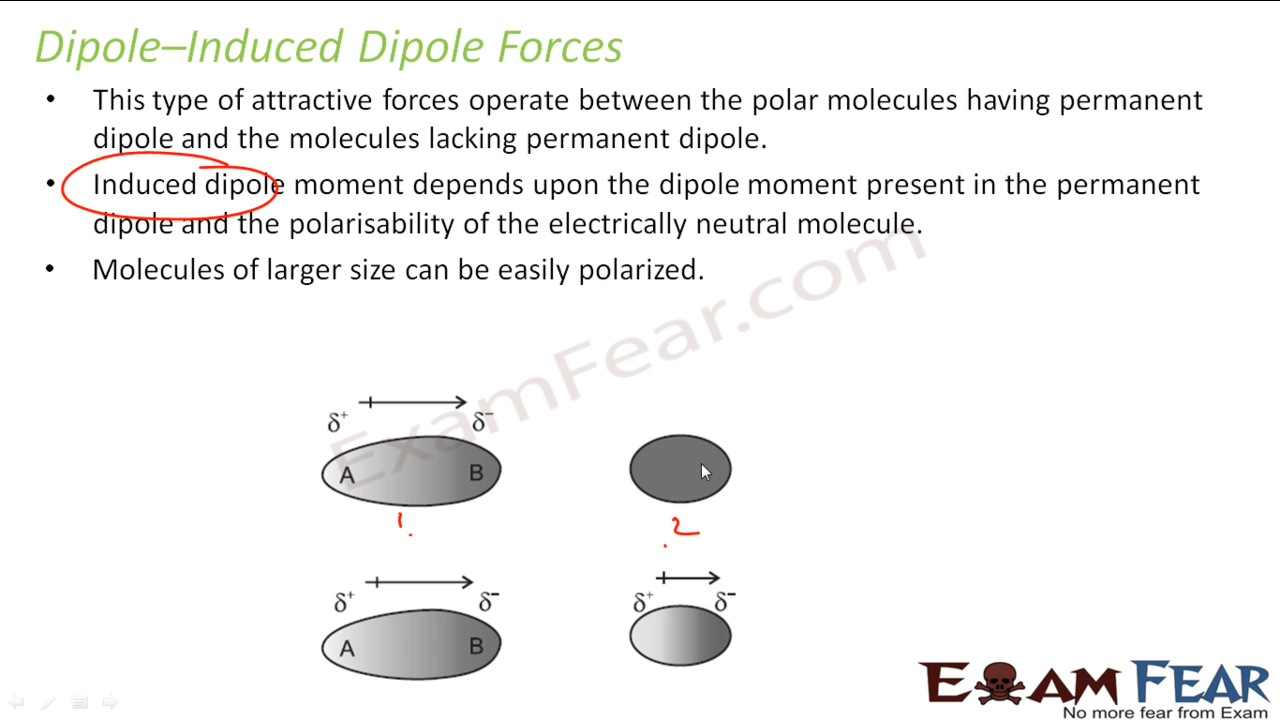 Dipole–Induced Dipole Forces
• This type of attractive forces operate between the polar molecules having permanent
dipole and the molecules lacking permanent dipole.
• Induced dipole moment depends upon the dipole moment present in the permanent
dipole and the polarisability of the electrically neutral molecule.
• Molecules of larger size can be easily polarized.
ExamFear.com
δ+ δ−
A B
1. .2
δ+ δ− δ+ δ−
A B
EXAM FEAR
No more fear from Exam